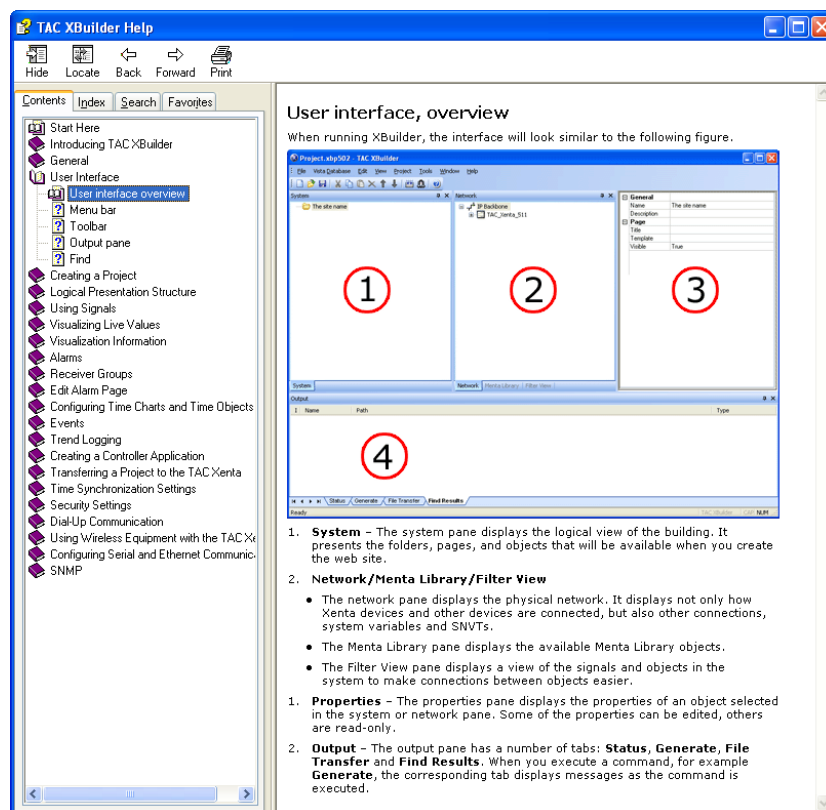 TAC XBuilder Help
Hide Locate Back Forward Print
Contents Index Search Favorites
Start Here
Introducing TAC XBuilder
General
User Interface
User interface overview
Menu bar
Toolbar
Output pane
Find
Creating a Project
Logical Presentation Structure
Using Signals
Visualizing Live Values
Visualization Information
Alarms
Receiver Groups
Edit Alarm Page
Configuring Time Charts and Time Objects
Events
Trend Logging
Creating a Controller Application
Transferring a Project to the TAC Xenta
Time Synchronization Settings
Security Settings
Dial-Up Communication
Using Wireless Equipment with the TAC Xe
Configuring Serial and Ethernet Communic
SNMP
User interface, overview
When running XBuilder, the interface will look similar to the following figure.
Project.xbp502 - TAC XBuilder
File Vista Database Edit View Project Tools Window Help
System
The site name
1
System
Network
IP Backbone
TAC_Xenta_511
2
Network Menta Library Filter View
General
Name The site name
Description
Page
Title
Template
Visible True
3
Output
! Name Path Type
4
Status Generate File Transfer Find Results
Ready TAC XBuilder CAP NUM
1. System – The system pane displays the logical view of the building. It
presents the folders, pages, and objects that will be available when you create
the web site.
2. Network/Menta Library/Filter View
• The network pane displays the physical network. It displays not only how
Xenta devices and other devices are connected, but also other connections,
system variables and SNVTs.
• The Menta Library pane displays the available Menta Library objects.
• The Filter View pane displays a view of the signals and objects in the
system to make connections between objects easier.
1. Properties – The properties pane displays the properties of an object selected
in the system or network pane. Some of the properties can be edited, others
are read-only.
2. Output – The output pane has a number of tabs: Status, Generate, File
Transfer and Find Results. When you execute a command, for example
Generate, the corresponding tab displays messages as the command is
executed.